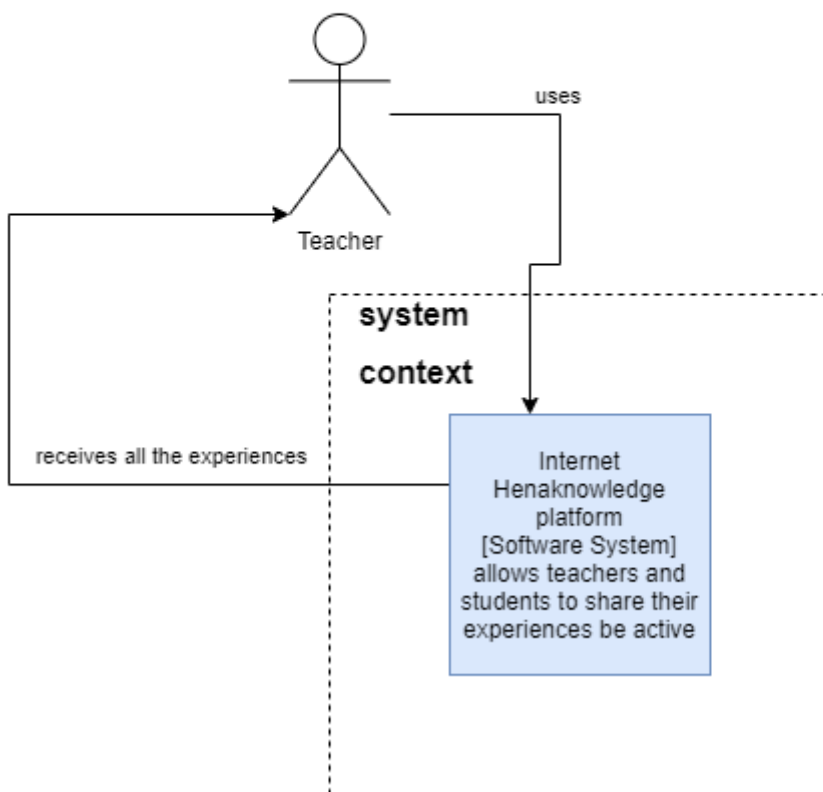 uses
Teacher
system
context
receives all the experiences
Internet
Henaknowledge
platform
[Software System]
allows teachers and
students to share their
experiences be active